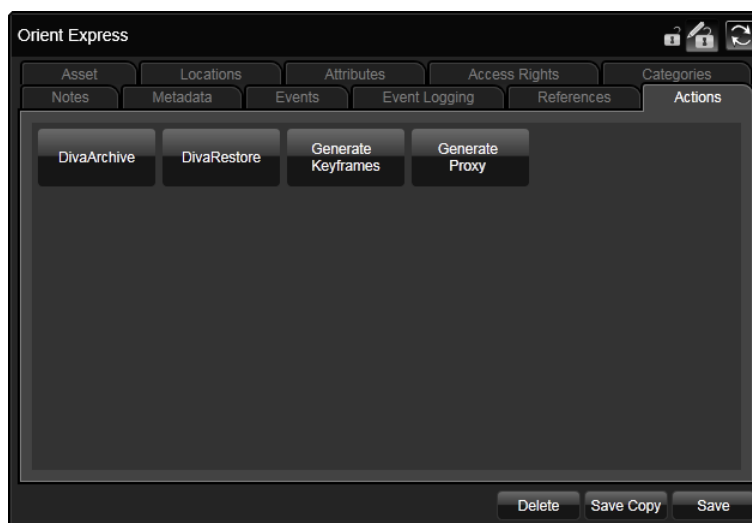 Orient Express
Asset Locations Attributes Access Rights Categories
Notes Metadata Events Event Logging References Actions
DivaArchive DivaRestore Generate Keyframes Generate Proxy
Delete Save Copy Save